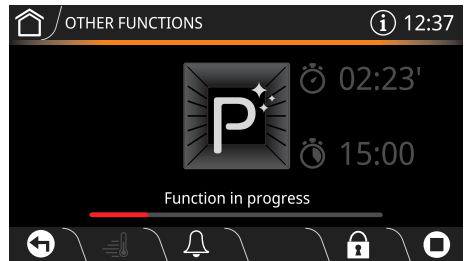 OTHER FUNCTIONS
i 12:37
02:23'
P
15:00
Function in progress